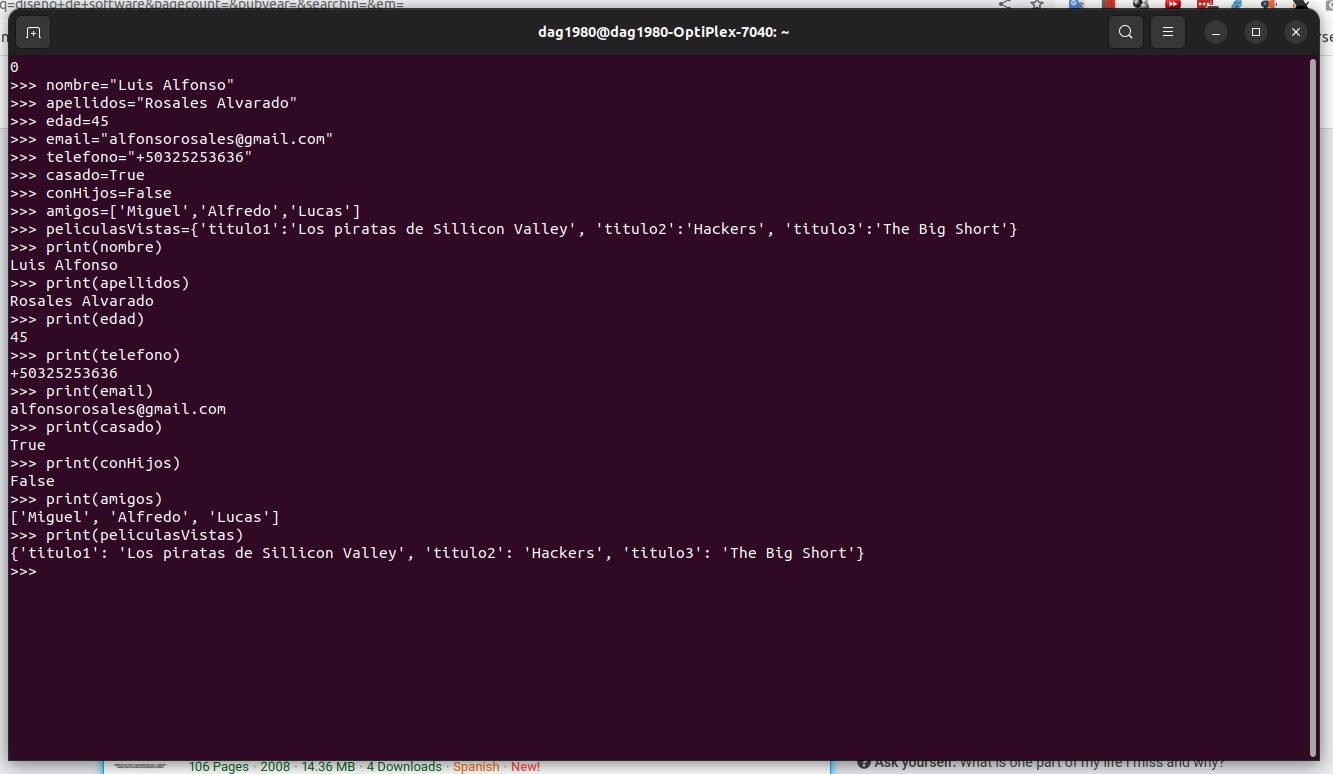 q=diseno+de+software&pagecount=&pubyear=&searchin=&em=
dag1980@dag1980-OptiPlex-7040: ~
0
>>> nombre="Luis Alfonso"
>>> apellidos="Rosales Alvarado"
>>> edad=45
>>> email="alfonsorosales@gmail.com"
>>> telefono="+50325253636"
>>> casado=True
>>> conHijos=False
>>> amigos=['Miguel','Alfredo','Lucas']
>>> peliculasVistas={'titulo1':'Los piratas de Sillicon Valley', 'titulo2':'Hackers', 'titulo3':'The Big Short'}
>>> print(nombre)
Luis Alfonso
>>> print(apellidos)
Rosales Alvarado
>>> print(edad)
45
>>> print(telefono)
+50325253636
>>> print(email)
alfonsorosales@gmail.com
>>> print(casado)
True
>>> print(conHijos)
False
>>> print(amigos)
['Miguel', 'Alfredo', 'Lucas']
>>> print(peliculasVistas)
{'titulo1': 'Los piratas de Sillicon Valley', 'titulo2': 'Hackers', 'titulo3': 'The Big Short'}
>>>
106 Pages · 2008 · 14.36 MB · 4 Downloads · Spanish · New!
Ask yourself: What is one part of my life I miss and why?